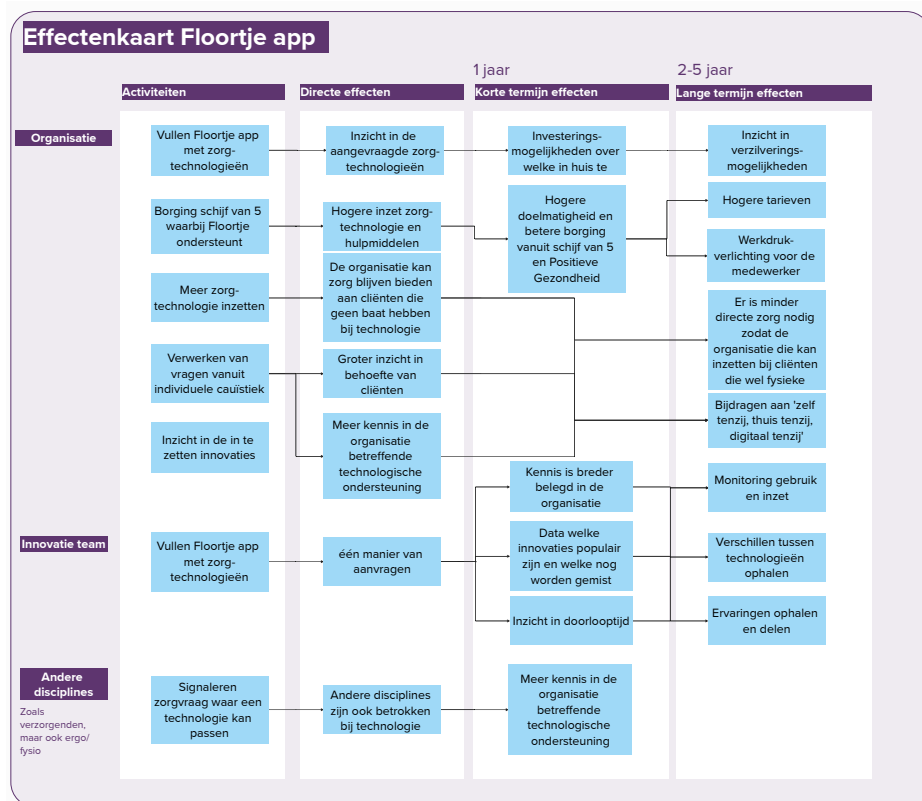 Effectenkaart Floortje app
1 jaar
2-5 jaar
Activiteiten
Directe effecten
Korte termijn effecten
Lange termijn effecten
Organisatie
Vullen Floortje app
met zorg-
technologieën
Inzicht in de
aangevraagde zorg-
technologieën
Investerings-
mogelijkheden over
welke in huis te
Inzicht in
verzilverings-
mogelijkheden
Borging schijf van 5
waarbij Floortje
ondersteunt
Hogere inzet zorg-
technologie en
hulpmiddelen
Hogere
doelmatigheid en
betere borging
vanuit schijf van 5
en Positieve
Gezondheid
Hogere tarieven
Werkdruk-
verlichting voor de
medewerker
Meer zorg-
technologie inzetten
De organisatie kan
zorg blijven bieden
aan cliënten die
geen baat hebben
bij technologie
Er is minder
directe zorg nodig
zodat de
organisatie die kan
inzetten bij cliënten
die wel fysieke
Verwerken van
vragen vanuit
individuel cauïstiek
Groter inzicht in
behoefte van
cliënten
Bijdragen aan 'zelf
tenzij, thuis tenzij,
digitaal tenzij'
Inzicht in de in te
zetten innovaties
Meer kennis in de
organisatie
betreffende
technologische
ondersteuning
Kennis is breder
belegd in de
organisatie
Monitoring gebruik
en inzet
Innovatie team
Vullen Floortje app
met zorg-
technologieën
één manier van
aanvragen
Data welke
innovaties populair
zijn en welke nog
worden gemist
Verschillen tussen
technologieën
ophalen
Inzicht in doorlooptijd
Ervaringen ophalen
en delen
Andere
disciplines
Zoals
verzorgenden,
maar ook ergo/
fysio
Signaleren
zorgvraag waar een
technologie kan
passen
Andere disciplines
zijn ook betrokken
bij technologie
Meer kennis in de
organisatie
betreffende
technologische
ondersteuning